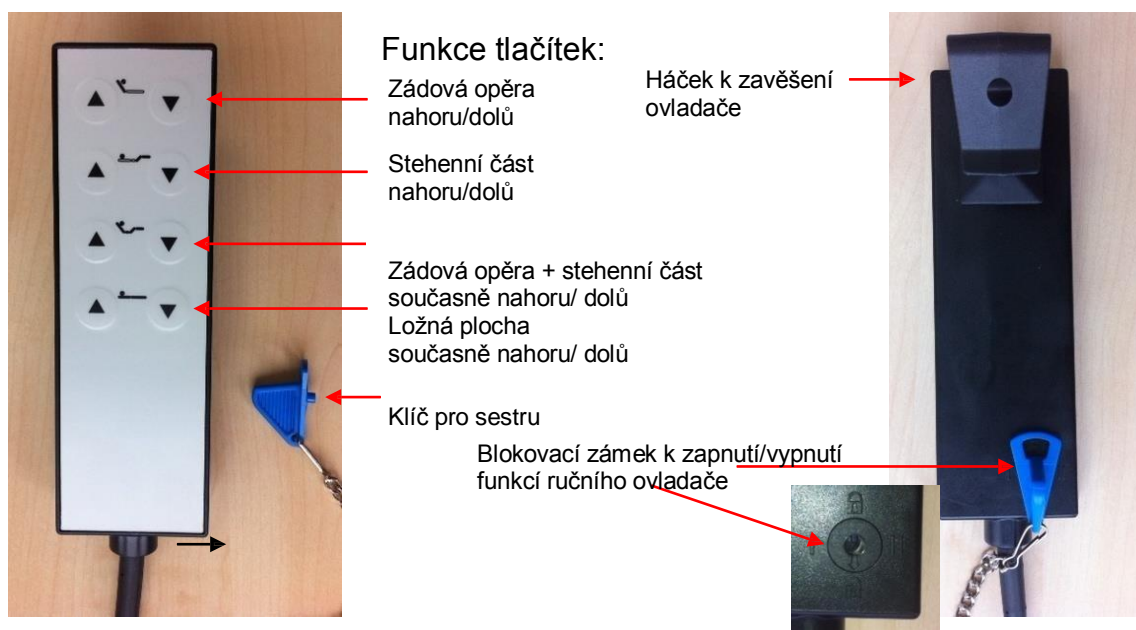 Funkce tlačítek:
Zádová opěra
nahoru/dolů
Stehenní část
nahoru/dolů
Zádová opěra + stehenní část
současně nahoru/ dolů
Ložná plocha
současně nahoru/ dolů
Klíč pro sestru
Háček k zavěšení
ovladače
Blokovací zámek k zapnutí/vypnutí
funkcí ručního ovladače